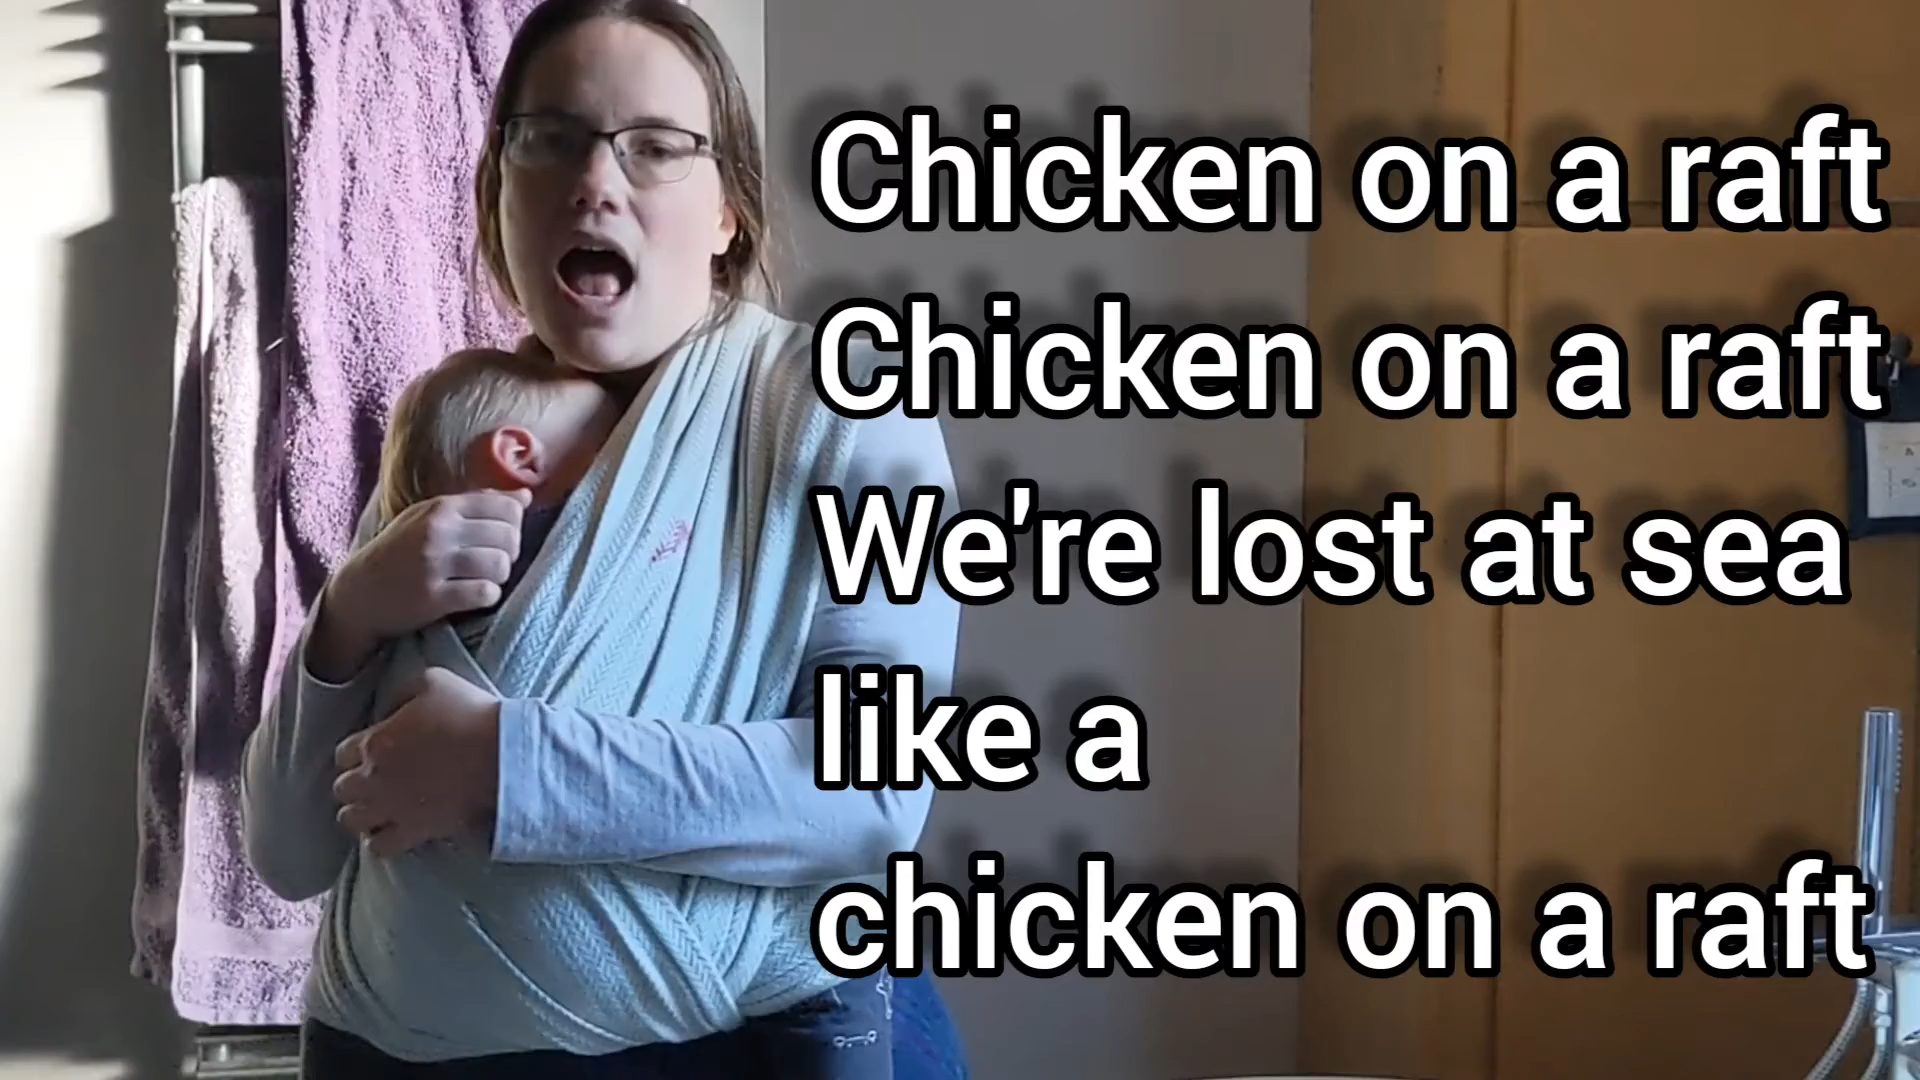 Chicken on a raft
Chicken on a raft
We're lost at sea
like a
chicken on a raft